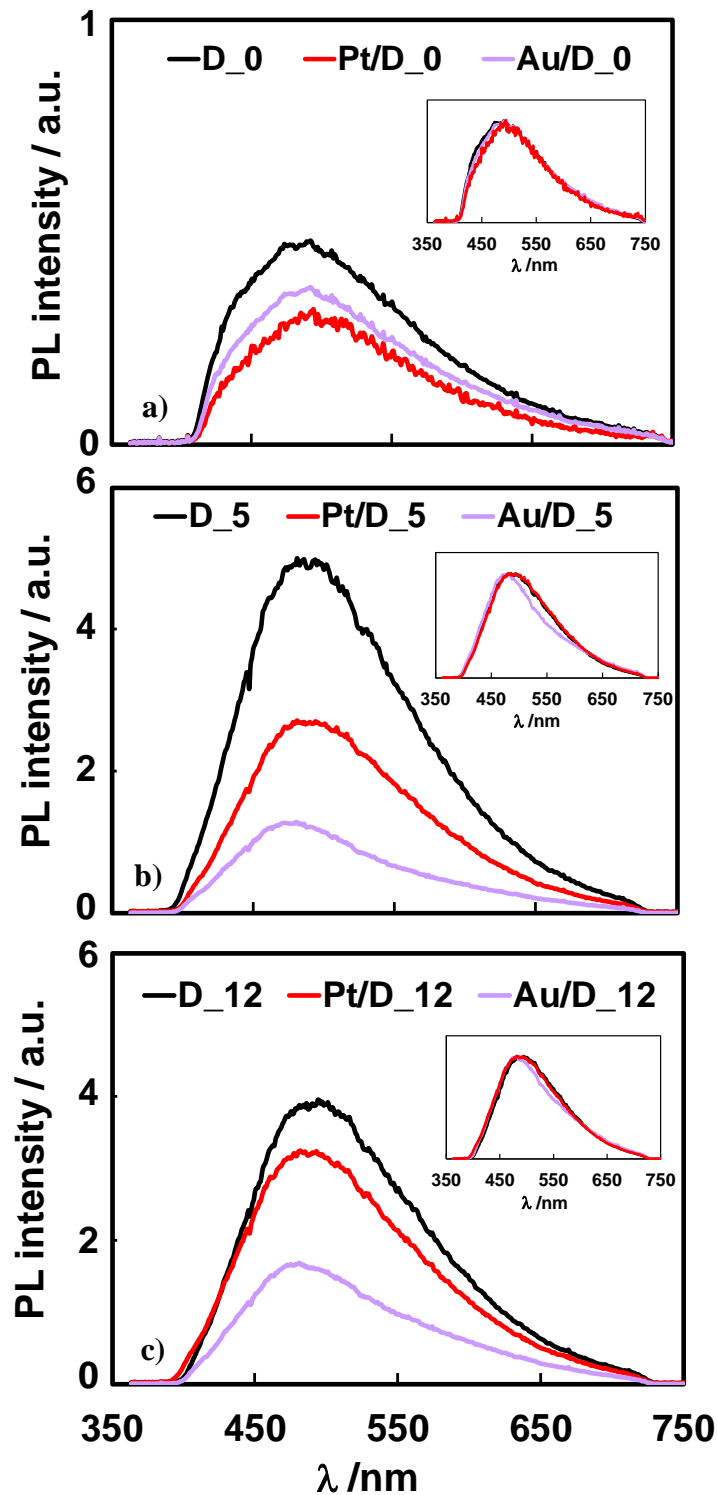 1
D_0 Pt/D_0 Au/D_0
PL intensity / a.u.
350 450 550 650 750
λ /nm
a)
0
6
D_5 Pt/D_5 Au/D_5
PL intensity / a.u.
4
350 450 550 650 750
λ /nm
2
b)
0
6
D_12 Pt/D_12 Au/D_12
PL intensity / a.u.
4
350 450 550 650 750
λ /nm
2
c)
0
350 450 550 650 750
λ /nm